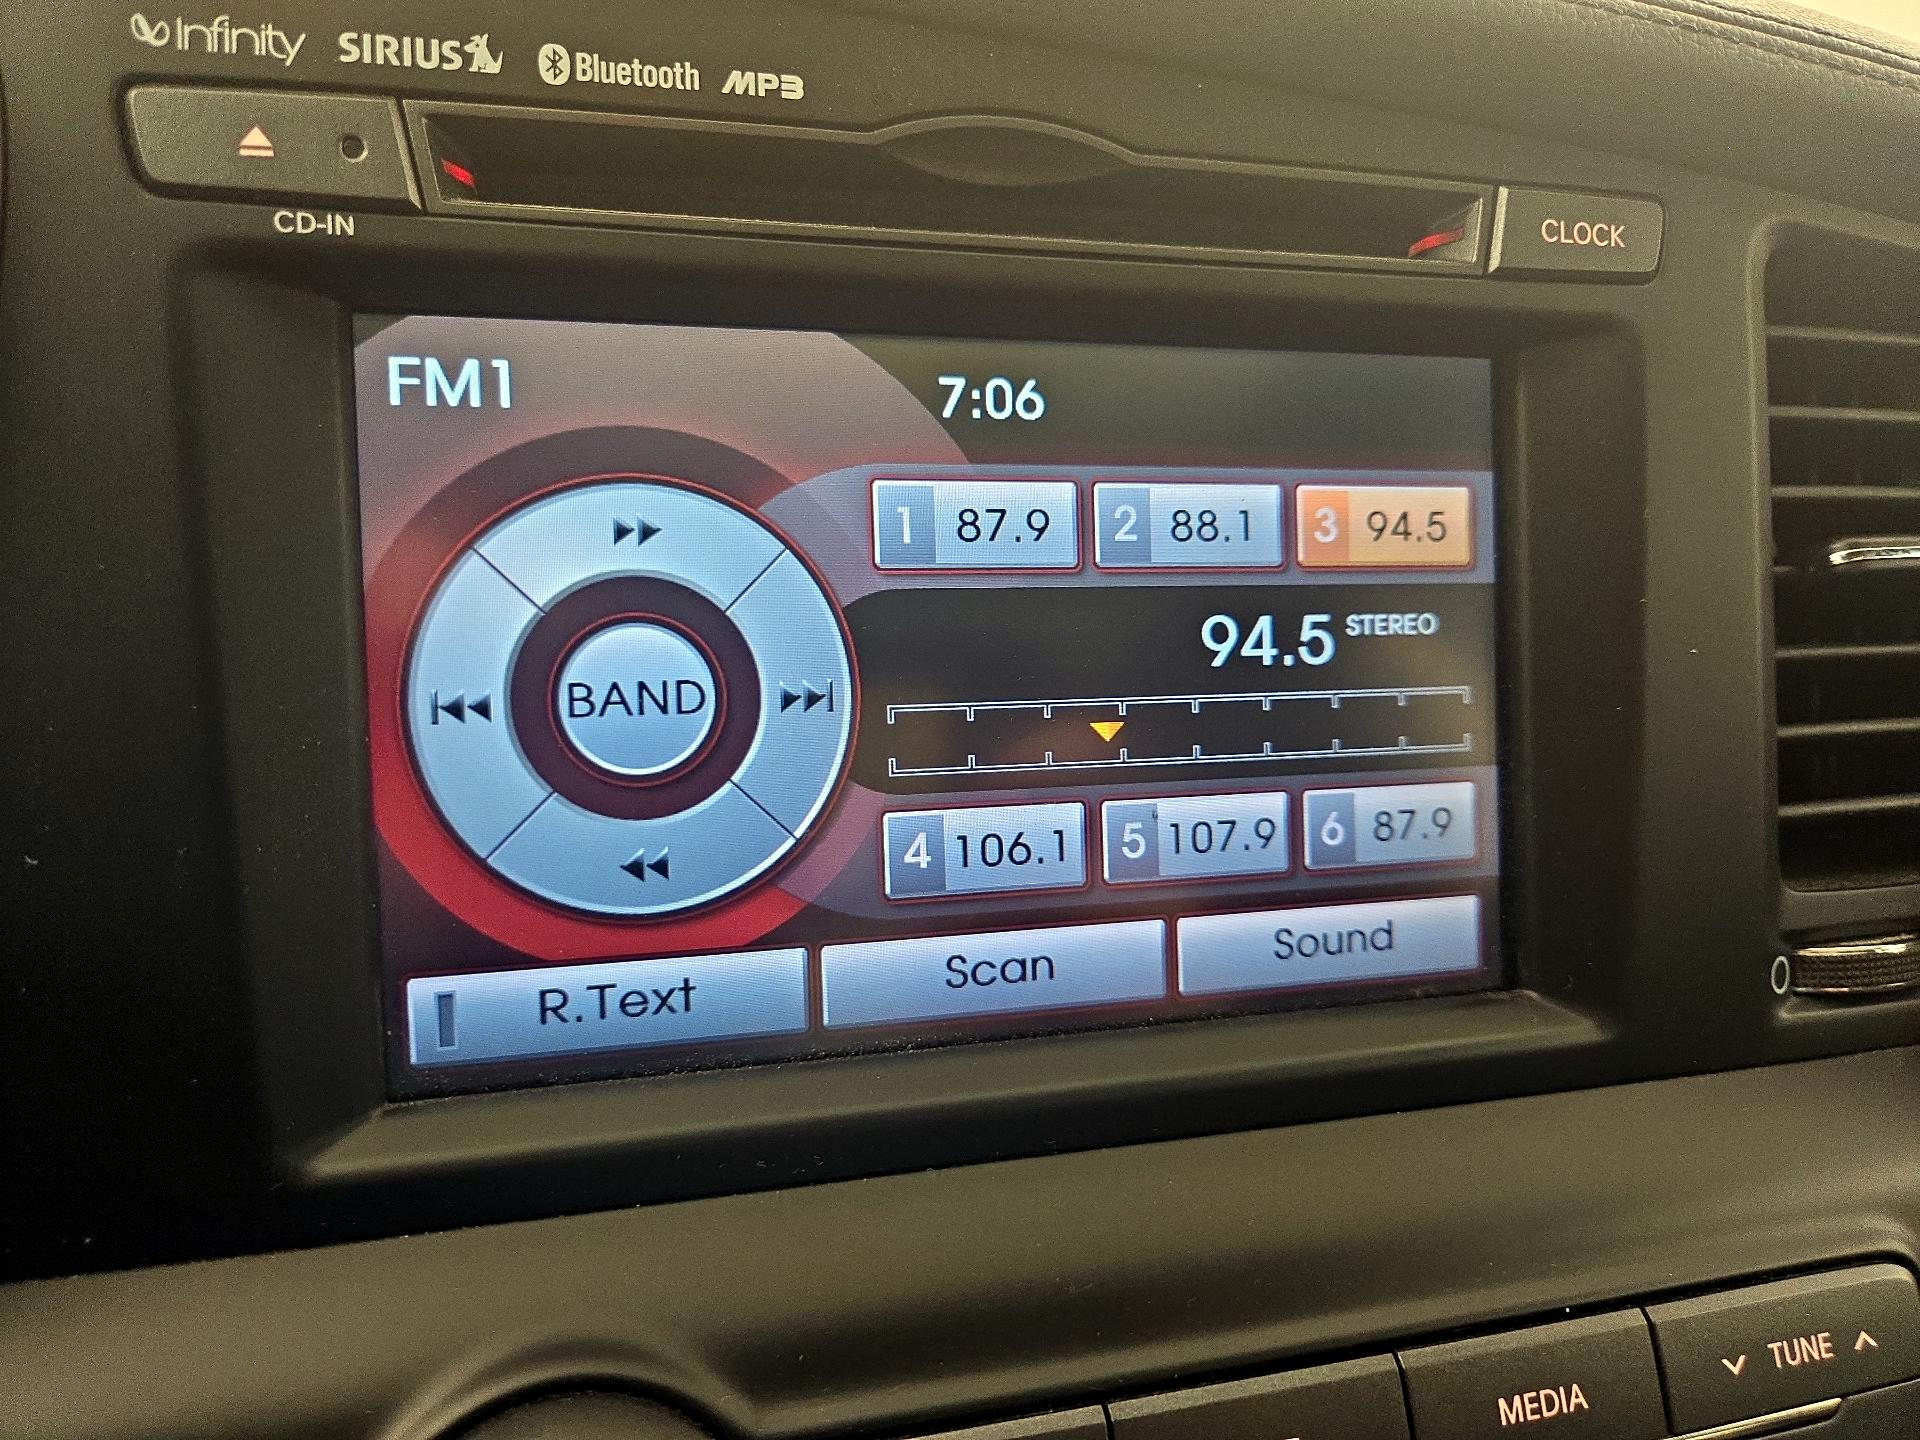 Infinity SIRIUS Bluetooth MP3
CD-IN
CLOCK
FM1 7:06
1 87.9 2 88.1 3 94.5
94.5 STEREO
BAND
4 106.1 5 107.9 6 87.9
R.Text Scan Sound
0
MEDIA TUNE